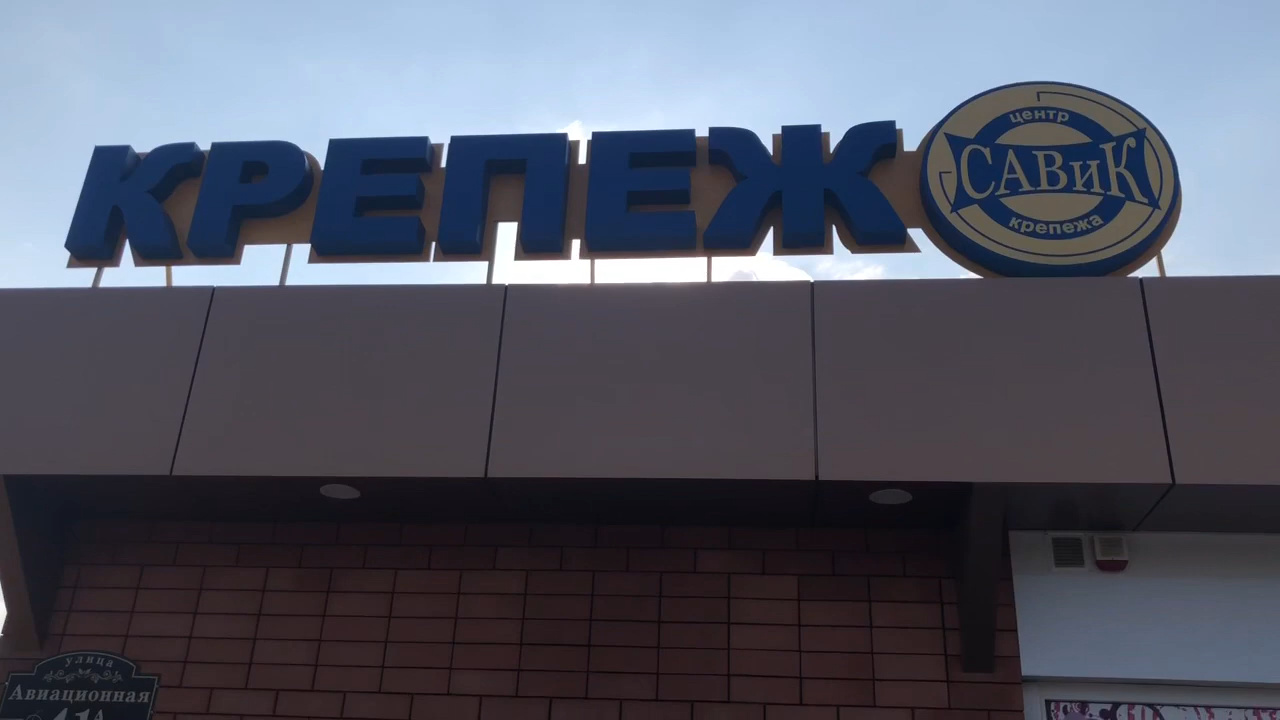 КРЕПЕЖ
центр
САВиК
крепежа
улица
Авиационная